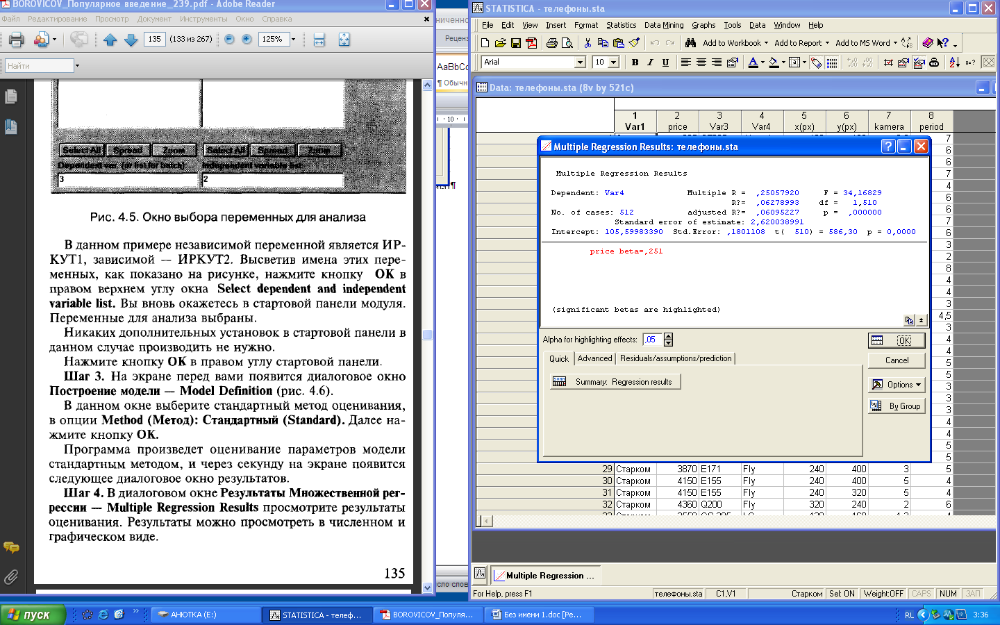 BOROVICOV_Популярное введение_239.pdf - Adobe Reader
Файл Редактирование Просмотр Документ Инструменты Окно Справка
135 (133 из 267) 125%
Найти
Select All Spread Zoom Select All Spread Zoom
Dependent var. (or list for batch) Independent variable list
3 2
Рис. 4.5. Окно выбора переменных для анализа
В данном примере независимой переменной является ИР-
КУТ1, зависимой — ИРКУТ2. Высветив имена этих пере-
менных, как показано на рисунке, нажмите кнопку OK в
правом верхнем углу окна Select dependent and independent
variable list. Вы вновь окажетесь в стартовой панели модуля.
Переменные для анализа выбраны.
Никаких дополнительных установок в стартовой панели в
данном случае производить не нужно.
Нажмите кнопку OK в правом углу стартовой панели.
Шаг 3. На экране перед вами появится диалоговое окно
Построение модели — Model Definition (рис. 4.6).
В данном окне выберите стандартный метод оценивания,
в опции Method (Метод): Стандартный (Standard). Далее на-
жмите кнопку OK.
Программа произведет оценивание параметров модели
стандартным методом, и через секунду на экране появится
следующее диалоговое окно результатов.
Шаг 4. В диалоговом окне Результаты Множественной рег-
рессии — Multiple Regression Results просмотрите результаты
оценивания. Результаты можно просмотреть в численном и
графическом виде.
135
Реценз
AaBbCc
¶ Обычн
· 10 ·
сло слов
STATISTICA - телефоны.sta
File Edit View Insert Format Statistics Data Mining Graphs Tools Data Window Help
Add to Workbook Add to Report Add to MS Word
Arial 10 B I U
Data: телефоны.sta (8v by 521c)
1 2 3 4 5 6 7 8
Var1 price Var3 Var4 x(px) y(px) kamera period
7
6
6
7
4
6
6
7
6
3
2
8
4
4
3
4,5
3
4
4
3
3
3
3
4
4
4
5
5
Multiple Regression Results: телефоны.sta
Multiple Regression Results
Dependent: Var4 Multiple R = ,25057920 F = 34,16829
R?= ,06278993 df = 1,510
No. of cases: 512 adjusted R?= ,06095227 p = ,000000
Standard error of estimate: 2,620038991
Intercept: 105,59983390 Std.Error: ,1801108 t( 510) = 586,30 p = 0,0000
price beta=,251
(significant betas are highlighted)
Alpha for highlighting effects: ,05
OK
Cancel
Options
By Group
Quick Advanced Residuals/assumptions/prediction
Summary: Regression results
29 Старком 3870 E171 Fly 240 400 3 5
30 Старком 4150 E155 Fly 240 400 5 4
31 Старком 4150 E155 Fly 240 320 5 4
32 Старком 4360 Q200 Fly 320 240 2 6
Multiple Regression ...
For Help, press F1 телефоны.sta C1,V1 Старком Sel: ON Weight:OFF CAPS NUM ЗАП
пуск
АНЮТКА (E:)
STATISTICA - телеф...
BOROVICOV_Популя...
Без имени 1.doc [Ре...
RL 3:36